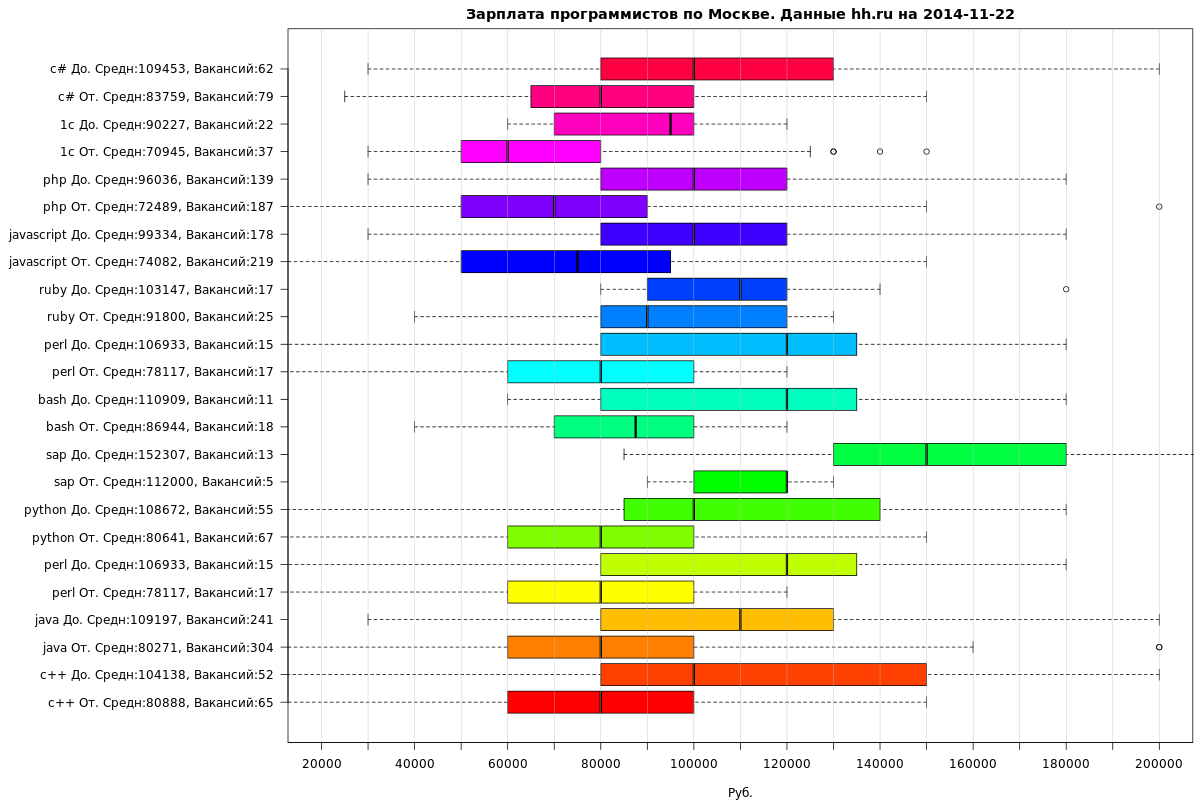 Зарплата программистов по Москве. Данные hh.ru на 2014-11-22
c# До. Средн:109453, Вакансий:62
c# От. Средн:83759, Вакансий:79
1c До. Средн:90227, Вакансий:22
1c От. Средн:70945, Вакансий:37
php До. Средн:96036, Вакансий:139
php От. Средн:72489, Вакансий:187
javascript До. Средн:99334, Вакансий:178
javascript От. Средн:74082, Вакансий:219
ruby До. Средн:103147, Вакансий:17
ruby От. Средн:91800, Вакансий:25
perl До. Средн:106933, Вакансий:15
perl От. Средн:78117, Вакансий:17
bash До. Средн:110909, Вакансий:11
bash От. Средн:86944, Вакансий:18
sap До. Средн:152307, Вакансий:13
sap От. Средн:112000, Вакансий:5
python До. Средн:108672, Вакансий:55
python От. Средн:80641, Вакансий:67
perl До. Средн:106933, Вакансий:15
perl От. Средн:78117, Вакансий:17
java До. Средн:109197, Вакансий:241
java От. Средн:80271, Вакансий:304
c++ До. Средн:104138, Вакансий:52
c++ От. Средн:80888, Вакансий:65
20000 40000 60000 80000 100000 120000 140000 160000 180000 200000
Руб.